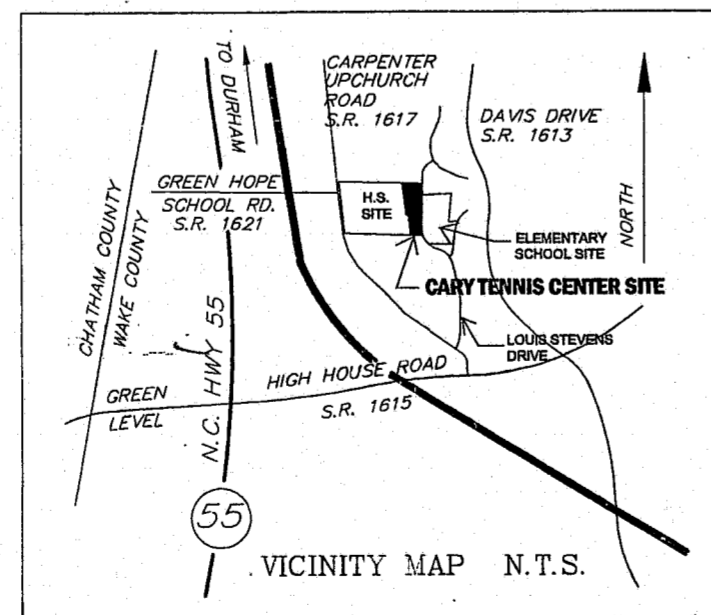 TO DURHAM
CARPENTER
UPCHURCH
ROAD
S.R. 1617
DAVIS DRIVE
S.R. 1613
GREEN HOPE
SCHOOL RD.
S.R. 1621
H.S.
SITE
NORTH
ELEMENTARY
SCHOOL SITE
CARY TENNIS CENTER SITE
CHATHAM COUNTY
WAKE COUNTY
N.C. HWY 55
LOUIS STEVENS
DRIVE
HIGH HOUSE ROAD
S.R. 1615
GREEN
LEVEL
55
VICINITY MAP N.T.S.